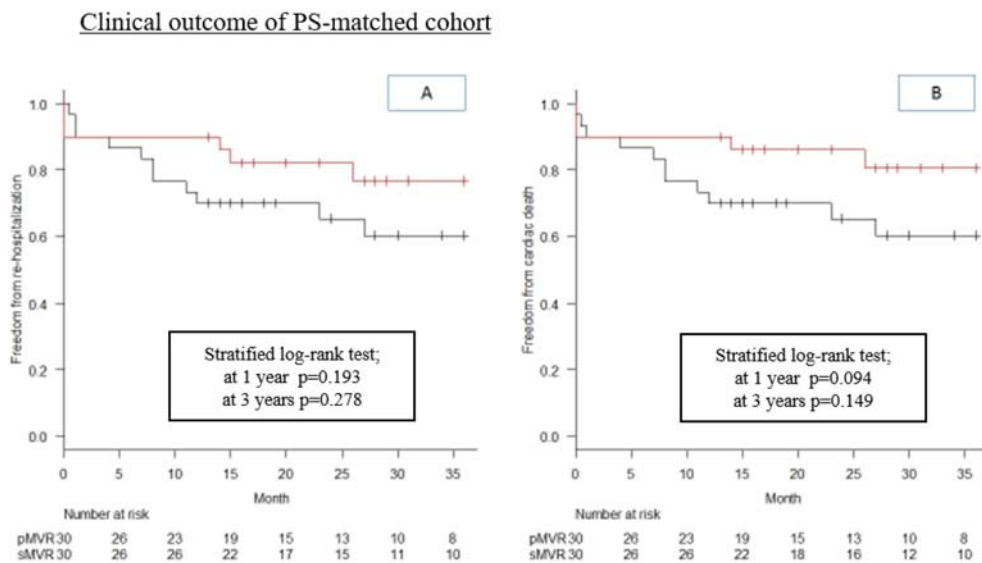 Clinical outcome of PS-matched cohort
A
1.0
0.8
0.6
0.4
0.2
0.0
Freedom from re-hospitalization
Stratified log-rank test;
at 1 year p=0.193
at 3 years p=0.278
0 5 10 15 20 25 30 35
Month
Number at risk
pMVR 30 26 23 19 15 13 10 8
sMVR 30 26 26 22 17 15 11 10
B
1.0
0.8
0.6
0.4
0.2
0.0
Freedom from cardiac death
Stratified log-rank test;
at 1 year p=0.094
at 3 years p=0.149
0 5 10 15 20 25 30 35
Month
Number at risk
pMVR 30 26 23 19 15 13 10 8
sMVR 30 26 26 22 18 16 12 10